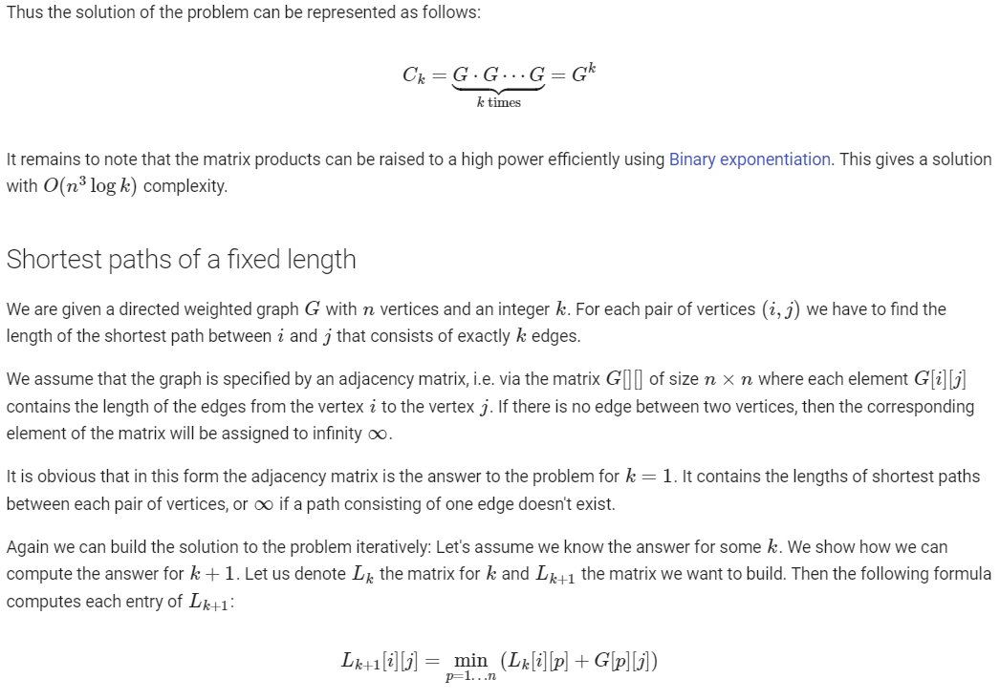 Thus the solution of the problem can be represented as follows:
C_k = G · G ⋯ G = G^k
k times
It remains to note that the matrix products can be raised to a high power efficiently using Binary exponentiation. This gives a solution
with O(n³ log k) complexity.
Shortest paths of a fixed length
We are given a directed weighted graph G with n vertices and an integer k. For each pair of vertices (i, j) we have to find the
length of the shortest path between i and j that consists of exactly k edges.
We assume that the graph is specified by an adjacency matrix, i.e. via the matrix G[][] of size n × n where each element G[i][j]
contains the length of the edges from the vertex i to the vertex j. If there is no edge between two vertices, then the corresponding
element of the matrix will be assigned to infinity ∞.
It is obvious that in this form the adjacency matrix is the answer to the problem for k = 1. It contains the lengths of shortest paths
between each pair of vertices, or ∞ if a path consisting of one edge doesn't exist.
Again we can build the solution to the problem iteratively: Let's assume we know the answer for some k. We show how we can
compute the answer for k + 1. Let us denote L_k the matrix for k and L_{k+1} the matrix we want to build. Then the following formula
computes each entry of L_{k+1}:
L_{k+1}[i][j] = min_{p=1…n} (L_k[i][p] + G[p][j])